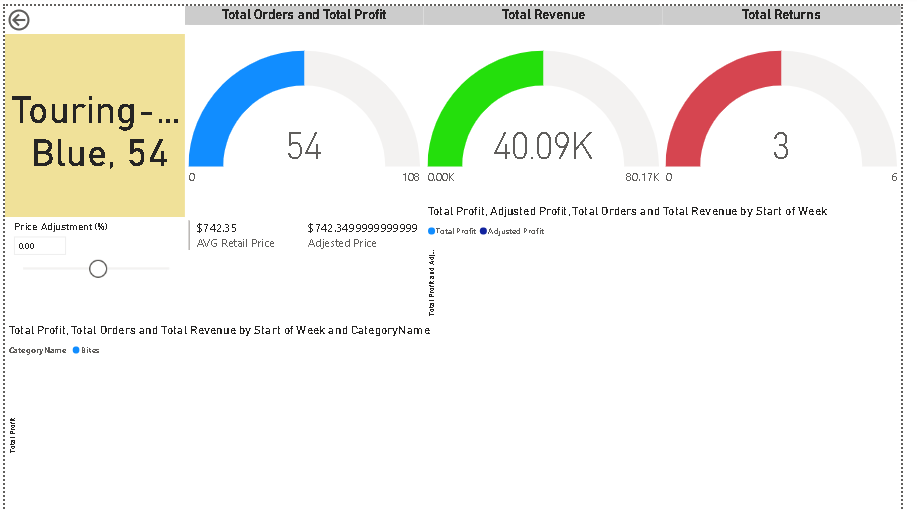 Total Orders and Total Profit
Total Revenue
Total Returns
Touring-...
Blue, 54
54
0
108
40.09K
0.00K
80.17K
3
0
6
Price Adjustment (%)
0.00
$742.35
AVG Retail Price
$742.3499999999999
Adjusted Price
Total Profit, Adjusted Profit, Total Orders and Total Revenue by Start of Week
Total Profit
Adjusted Profit
Total Profit and Adj...
Total Profit, Total Orders and Total Revenue by Start of Week and CategoryName
CategoryName
Bites
Total Profit